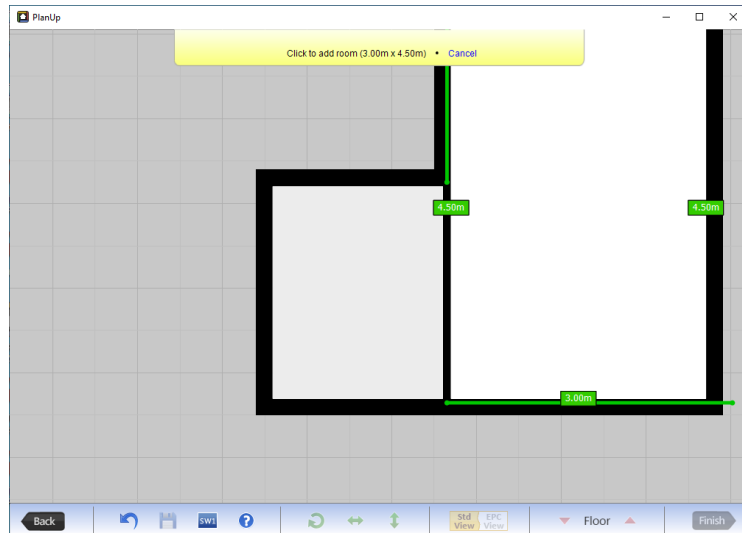 PlanUp
Click to add room (3.00m x 4.50m) • Cancel
4.50m
4.50m
3.00m
Back
SW1
?
Std View
EPC View
Floor
Finish